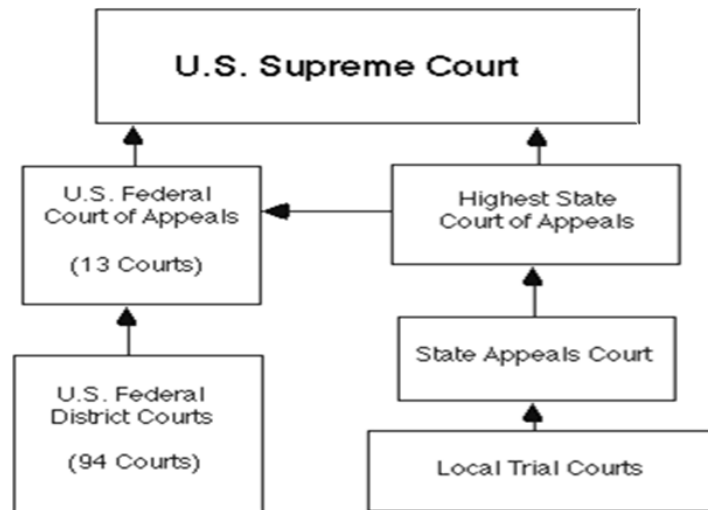 U.S. Supreme Court
U.S. Federal
Court of Appeals
(13 Courts)
Highest State
Court of Appeals
State Appeals Court
U.S. Federal
District Courts
(94 Courts)
Local Trial Courts